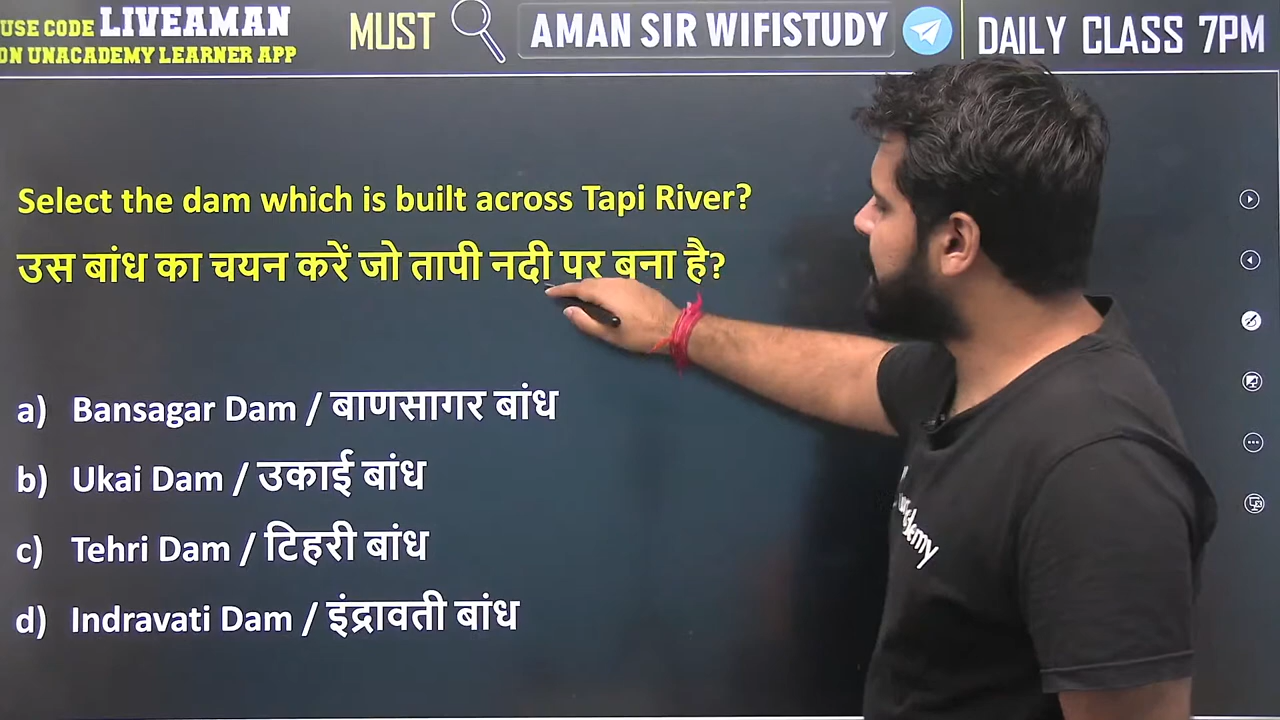 USE CODE LIVEAMAN
ON UNACADEMY LEARNER APP
MUST
AMAN SIR WIFISTUDY
DAILY CLASS 7PM
Select the dam which is built across Tapi River?
उस बांध का चयन करें जो तापी नदी पर बना है?
a) Bansagar Dam / बाणसागर बांध
b) Ukai Dam / उकाई बांध
c) Tehri Dam / टिहरी बांध
d) Indravati Dam / इंद्रावती बांध